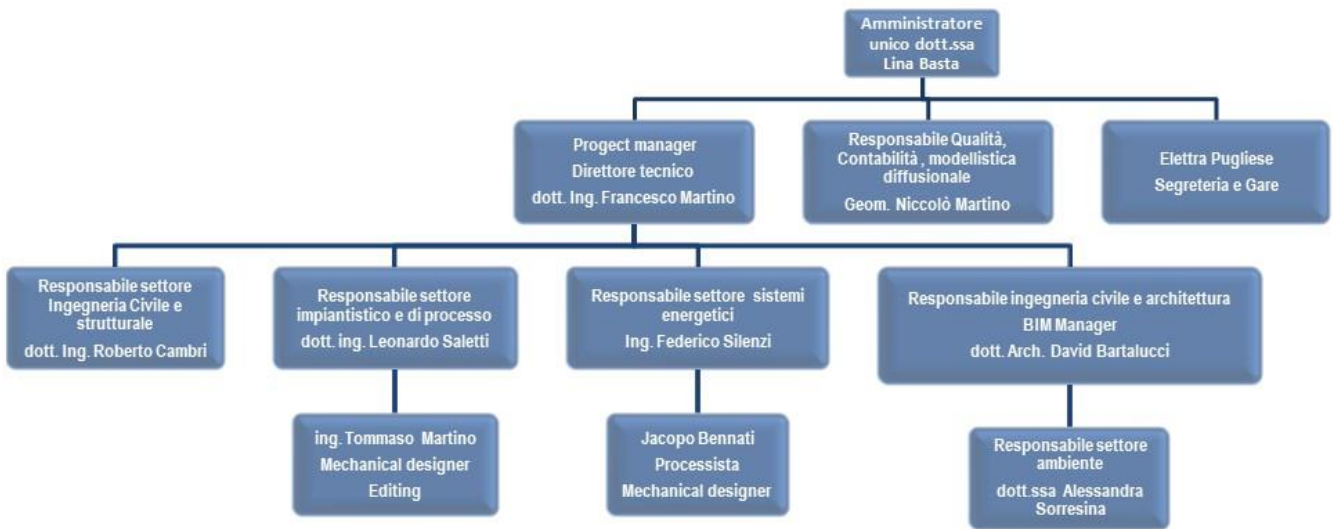 Amministratore
unico dott.ssa
Lina Basta
Progect manager
Direttore tecnico
dott. Ing. Francesco Martino
Responsabile Qualità,
Contabilità , modellistica
diffusionale
Geom. Niccolò Martino
Elettra Pugliese
Segreteria e Gare
Responsabile settore
Ingegneria Civile e
strutturale
dott. Ing. Roberto Cambri
Responsabile settore
impiantistico e di processo
dott. ing. Leonardo Saletti
Responsabile settore sistemi
energetici
Ing. Federico Silenzi
Responsabile ingegneria civile e architettura
BIM Manager
dott. Arch. David Bartalucci
ing. Tommaso Martino
Mechanical designer
Editing
Jacopo Bennati
Processista
Mechanical designer
Responsabile settore
ambiente
dott.ssa Alessandra
Sorresina